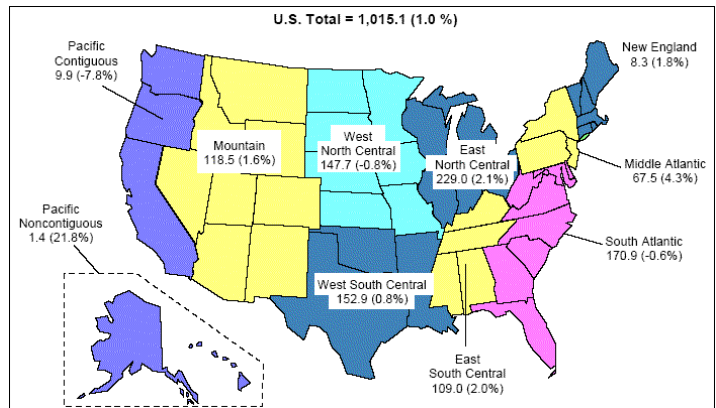 U.S. Total = 1,015.1 (1.0 %)
Pacific
Contiguous
9.9 (-7.8%)
New England
8.3 (1.8%)
Mountain
118.5 (1.6%)
West
North Central
147.7 (-0.8%)
East
North Central
229.0 (2.1%)
Middle Atlantic
67.5 (4.3%)
Pacific
Noncontiguous
1.4 (21.8%)
South Atlantic
170.9 (-0.6%)
West South Central
152.9 (0.8%)
East
South Central
109.0 (2.0%)